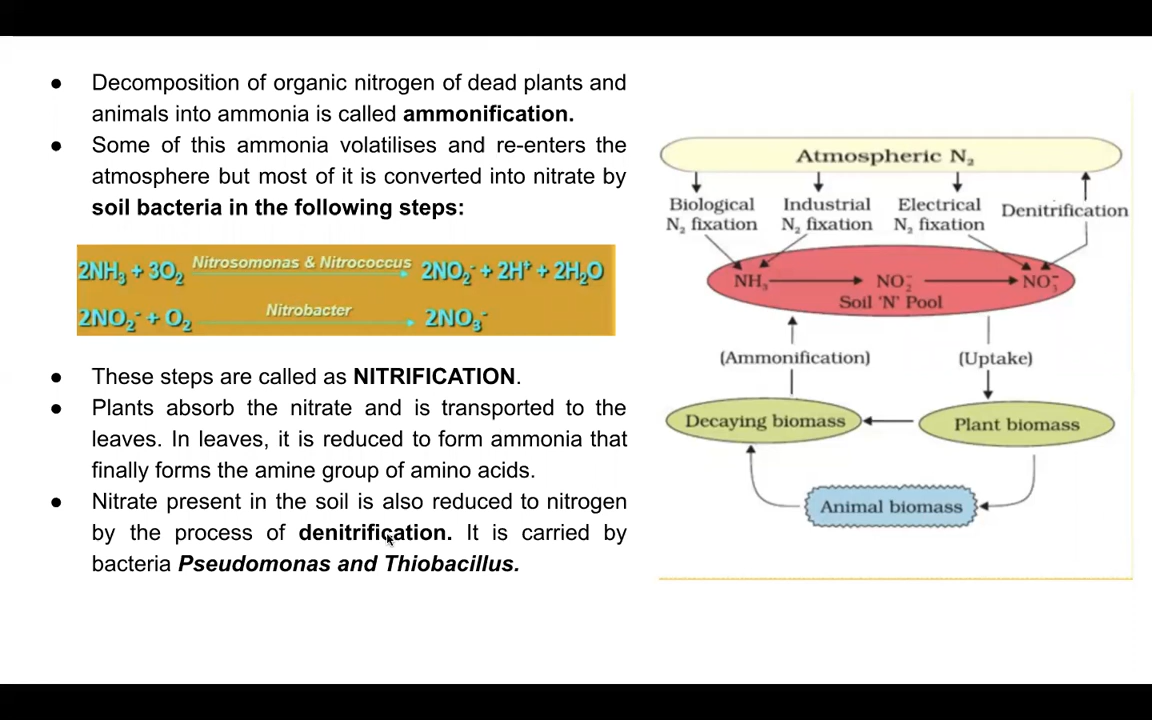 ● Decomposition of organic nitrogen of dead plants and
animals into ammonia is called ammonification.
● Some of this ammonia volatilises and re-enters the
atmosphere but most of it is converted into nitrate by
soil bacteria in the following steps:
2NH₃ + 3O₂ Nitrosomonas & Nitrococcus 2NO₂⁻ + 2H⁺ + 2H₂O
2NO₂⁻ + O₂ Nitrobacter 2NO₃⁻
● These steps are called as NITRIFICATION.
● Plants absorb the nitrate and is transported to the
leaves. In leaves, it is reduced to form ammonia that
finally forms the amine group of amino acids.
● Nitrate present in the soil is also reduced to nitrogen
by the process of denitrification. It is carried by
bacteria Pseudomonas and Thiobacillus.
Atmospheric N₂
Biological
N₂ fixation
Industrial
N₂ fixation
Electrical
N₂ fixation
Denitrification
NH₃ NO₂⁻ NO₃⁻
Soil 'N' Pool
(Ammonification) (Uptake)
Decaying biomass Plant biomass
Animal biomass